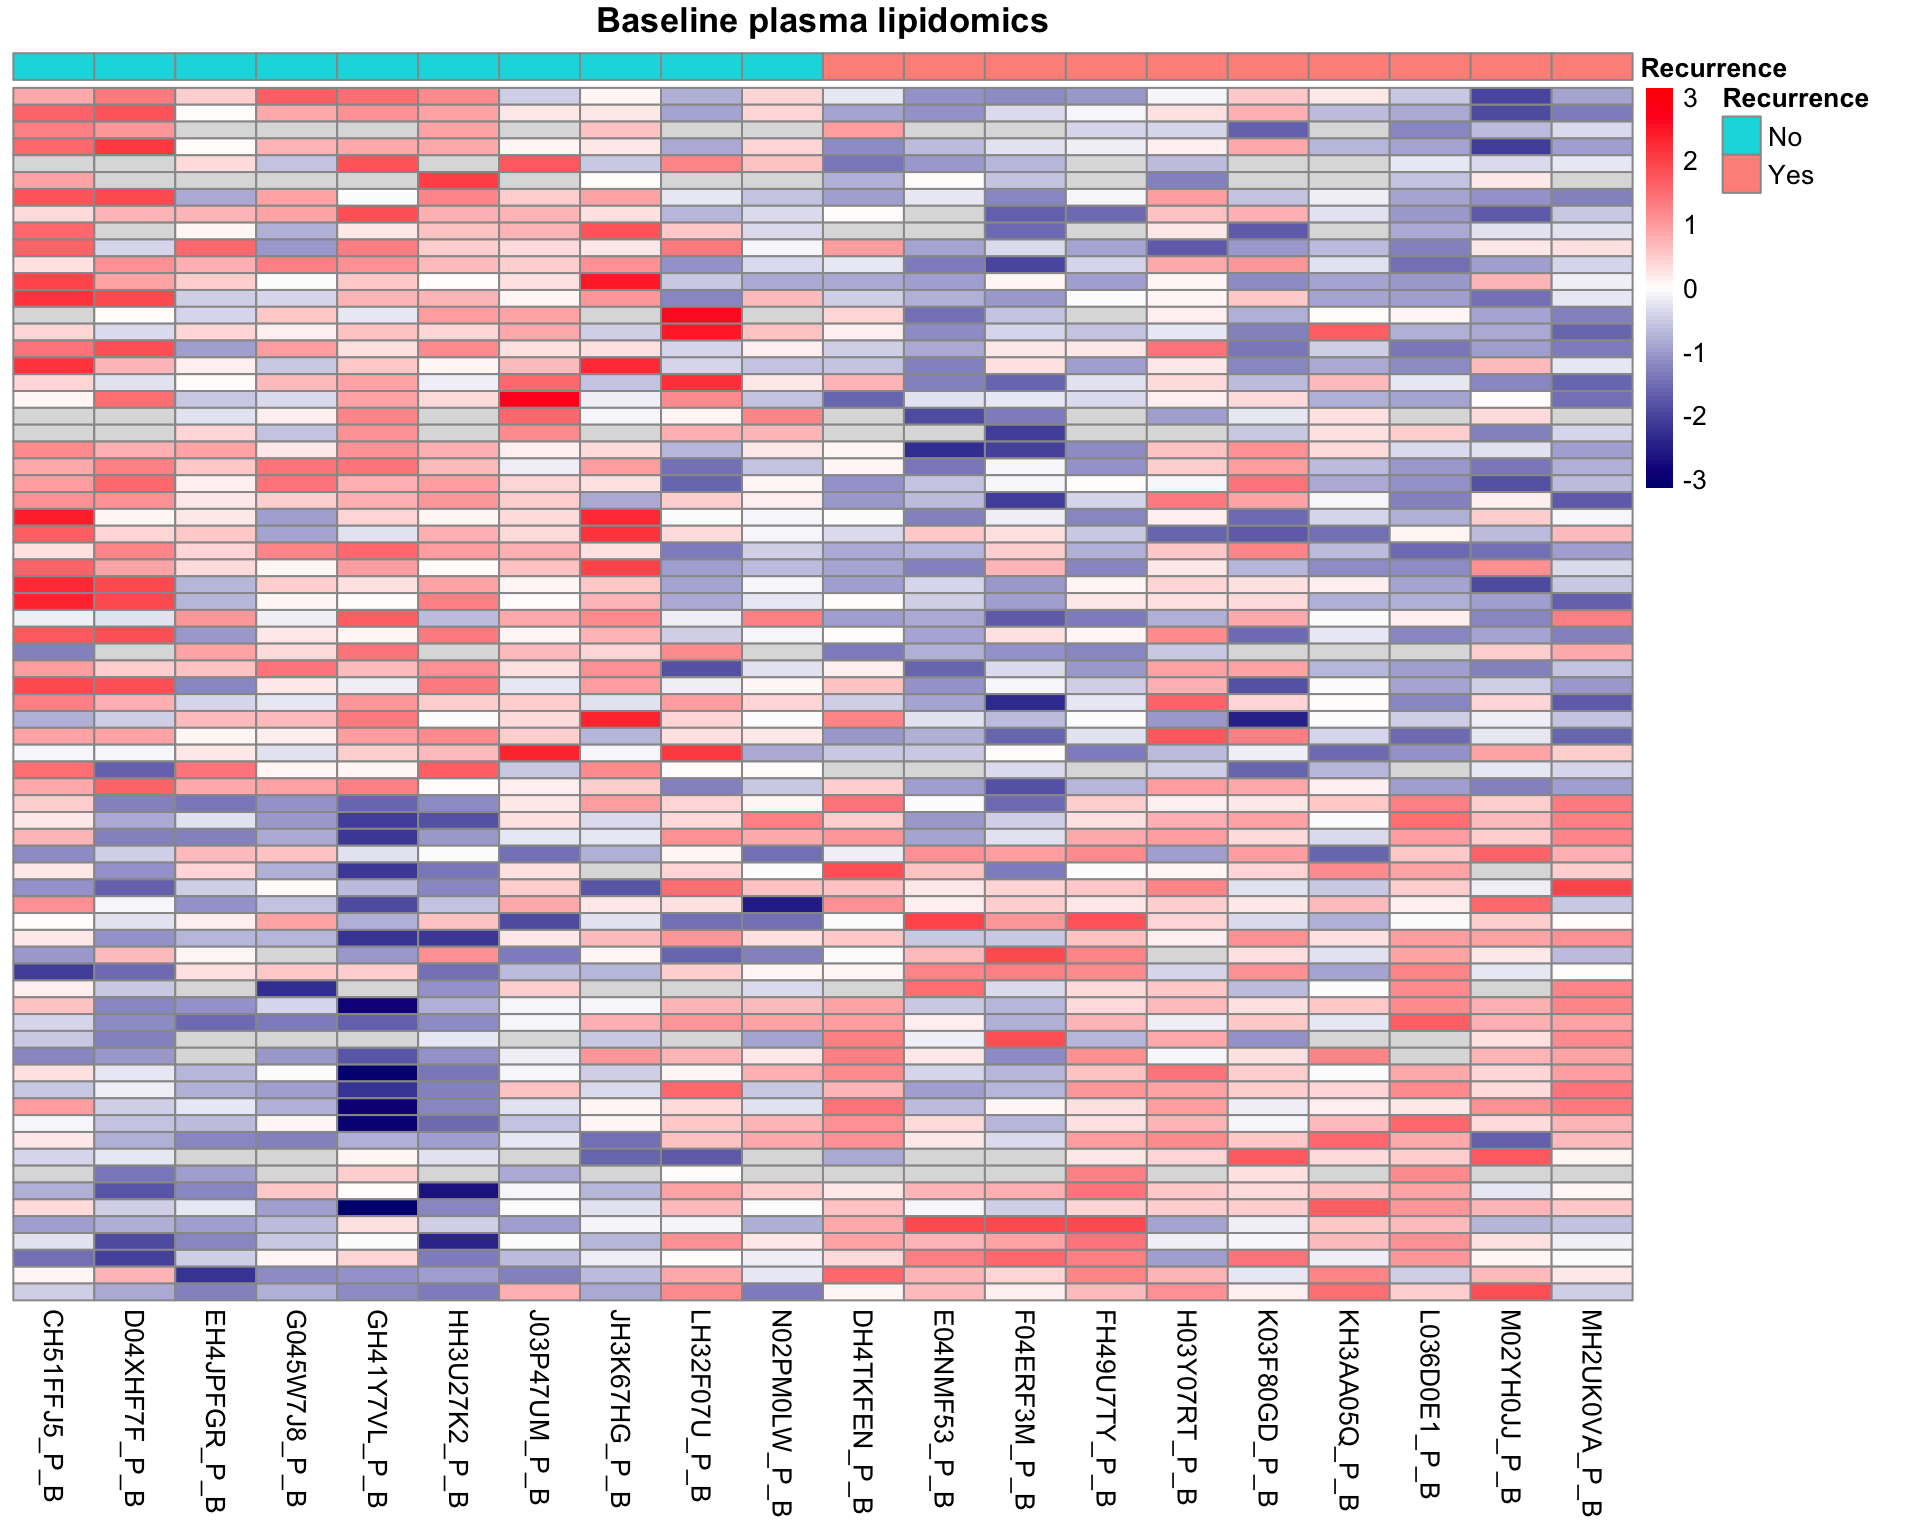 Baseline plasma lipidomics
Recurrence
Recurrence
No
Yes
3
2
1
0
-1
-2
-3
CH51FFJ5_P_B
D04XHF7F_P_B
EH4JPFGR_P_B
G045W7J8_P_B
GH41Y7VL_P_B
HH3U27K2_P_B
J03P47UM_P_B
JH3K67HG_P_B
LH32F07U_P_B
N02PM0LW_P_B
DH4TKFEN_P_B
E04NMF53_P_B
F04ERF3M_P_B
FH49U7TY_P_B
H03Y07RT_P_B
K03F80GD_P_B
KH3AA05Q_P_B
L036D0E1_P_B
M02YH0JJ_P_B
MH2UK0VA_P_B